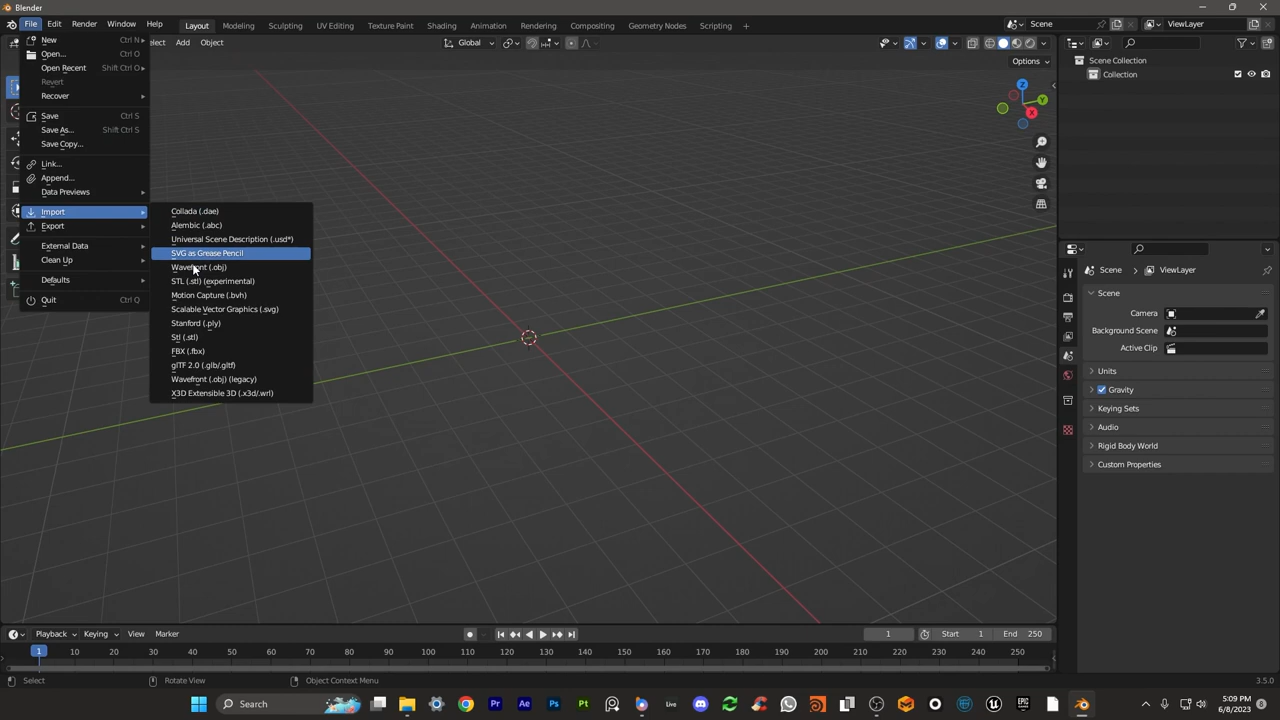 Blender
File Edit Render Window Help Layout Modeling Sculpting UV Editing Texture Paint Shading Animation Rendering Compositing Geometry Nodes Scripting + Scene ViewLayer
Add Object Global Options
New Ctrl N
Open... Ctrl O
Open Recent Shift Ctrl O
Revert
Recover
Save Ctrl S
Save As... Shift Ctrl S
Save Copy...
Link...
Append...
Data Previews
Import
Export
External Data
Clean Up
Defaults
Quit Ctrl Q
Collada (.dae)
Alembic (.abc)
Universal Scene Description (.usd*)
SVG as Grease Pencil
Wavefront (.obj)
STL (.stl) (experimental)
Motion Capture (.bvh)
Scalable Vector Graphics (.svg)
Stanford (.ply)
Stl (.stl)
FBX (.fbx)
glTF 2.0 (.glb/.gltf)
Wavefront (.obj) (legacy)
X3D Extensible 3D (.x3d/.wrl)
Z
Y
X
Scene Collection
Collection
Scene ViewLayer
Scene
Camera
Background Scene
Active Clip
Units
Gravity
Keying Sets
Audio
Rigid Body World
Custom Properties
Playback Keying View Marker 1 Start 1 End 250
1 10 20 30 40 50 60 70 80 90 100 110 120 130 140 150 160 170 180 190 200 210 220 230 240 250
Select Rotate View Object Context Menu 3.5.0
Search Pr Ae Ps Pt Live EPIC 5:09 PM
6/8/2023